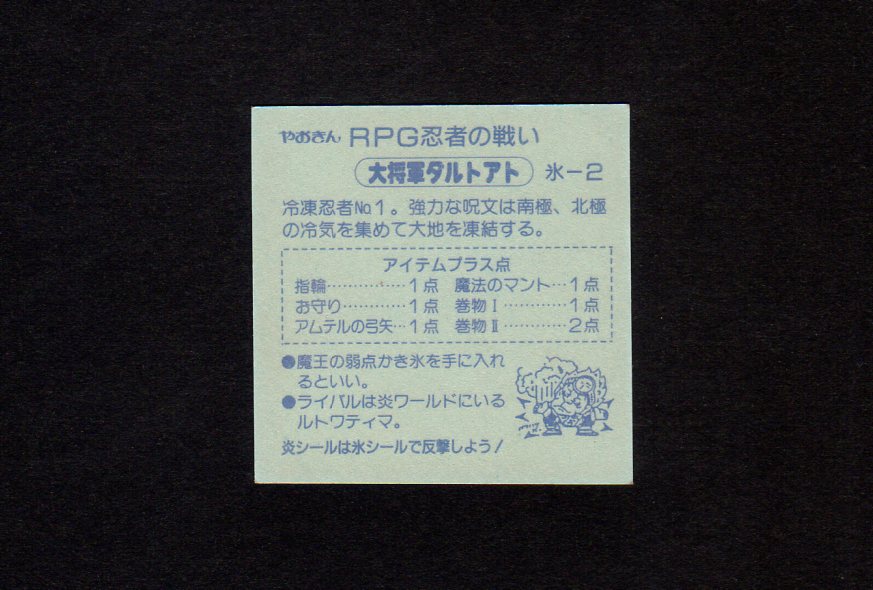 やおきん RPG忍者の戦い
大将軍ダルトアト 氷-2
冷凍忍者No.1。強力な呪文は南極、北極
の冷気を集めて大地を凍結する。
アイテムプラス点
指輪……………1点 魔法のマント…1点
お守り…………1点 巻物Ⅰ…………1点
アムテルの弓矢…1点 巻物Ⅱ…………2点
●魔王の弱点かき氷を手に入れ
るといい。
●ライバルは炎ワールドにいる
ルトワティマ。
炎シールは氷シールで反撃しよう!